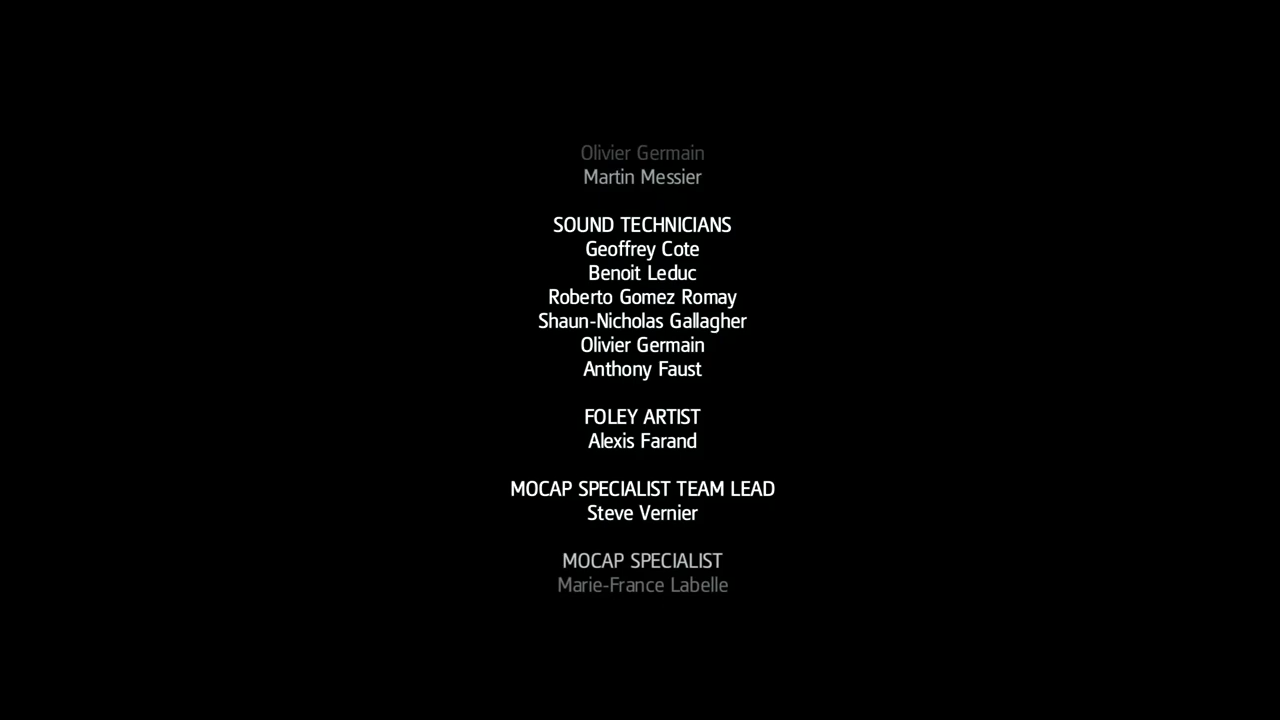 Olivier Germain
Martin Messier
SOUND TECHNICIANS
Geoffrey Cote
Benoit Leduc
Roberto Gomez Romay
Shaun-Nicholas Gallagher
Olivier Germain
Anthony Faust
FOLEY ARTIST
Alexis Farand
MOCAP SPECIALIST TEAM LEAD
Steve Vernier
MOCAP SPECIALIST
Marie-France Labelle